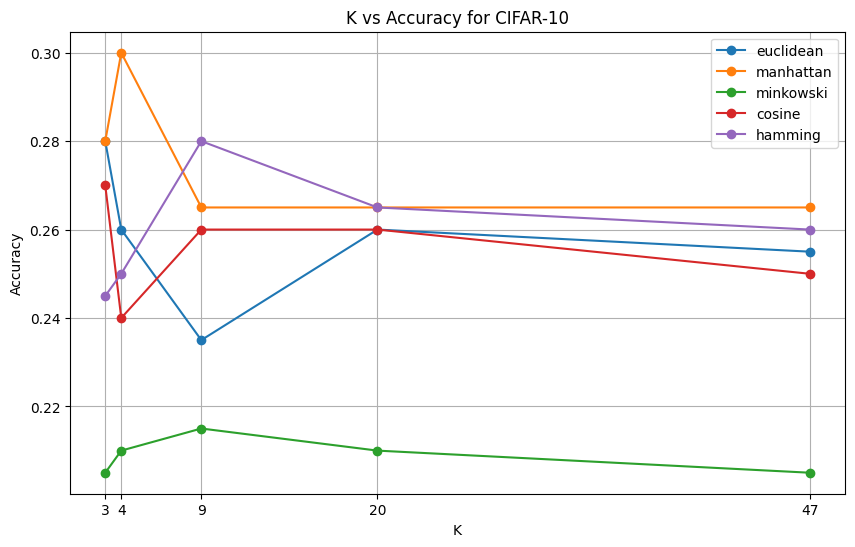 K vs Accuracy for CIFAR-10
0.30
0.28
0.26
0.24
0.22
Accuracy
euclidean
manhattan
minkowski
cosine
hamming
3 4 9 20 47
K